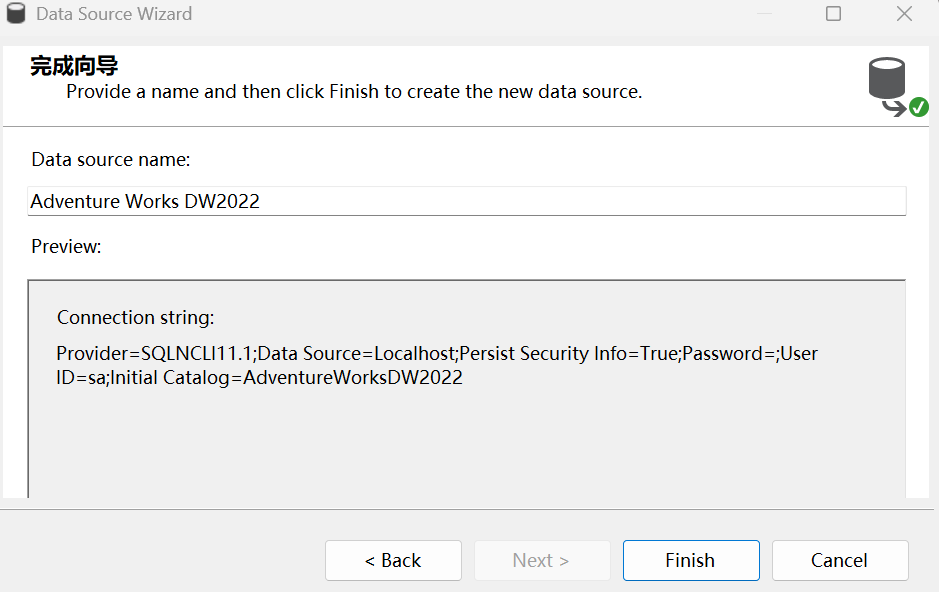 Data Source Wizard
完成向导
Provide a name and then click Finish to create the new data source.
Data source name:
Adventure Works DW2022
Preview:
Connection string:
Provider=SQLNCLI11.1;Data Source=Localhost;Persist Security Info=True;Password=;User
ID=sa;Initial Catalog=AdventureWorksDW2022
< Back
Next >
Finish
Cancel